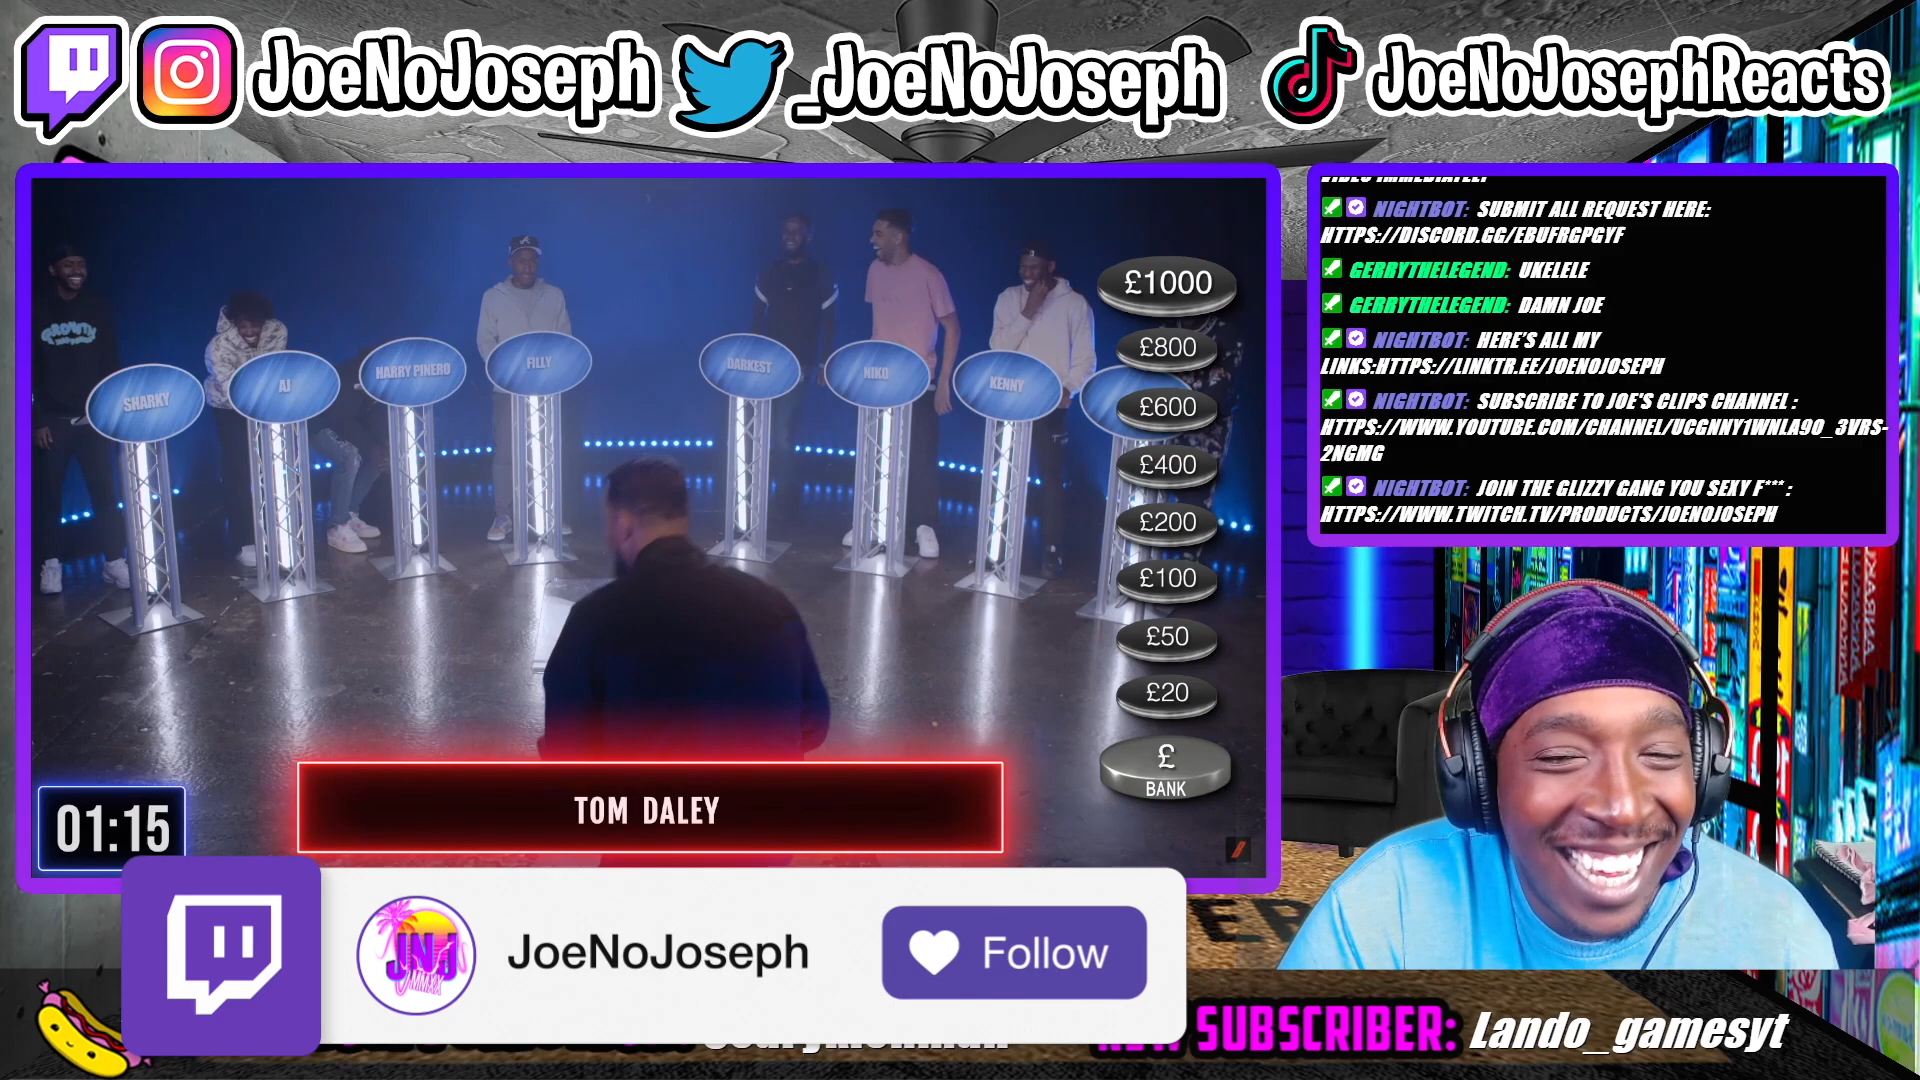 JoeNoJoseph
_JoeNoJoseph
JoeNoJosephReacts
NIGHTBOT: SUBMIT ALL REQUEST HERE:
HTTPS://DISCORD.GG/EBUFRGPGYF
GERRYTHELEGEND: UKELELE
GERRYTHELEGEND: DAMN JOE
NIGHTBOT: HERE'S ALL MY
LINKS:HTTPS://LINKTR.EE/JOENOJOSEPH
NIGHTBOT: SUBSCRIBE TO JOE'S CLIPS CHANNEL :
HTTPS://WWW.YOUTUBE.COM/CHANNEL/UCGNNY1WNLA9O_3VRS-
2NGMG
NIGHTBOT: JOIN THE GLIZZY GANG YOU SEXY F*** :
HTTPS://WWW.TWITCH.TV/PRODUCTS/JOENOJOSEPH
GROWTH
SHARKY
AJ
HARRY PINERO
FILLY
DARKEST
NIKO
KENNY
£1000
£800
£600
£400
£200
£100
£50
£20
£
BANK
TOM DALEY
01:15
JNJ
MMXX
JoeNoJoseph
Follow
SUBSCRIBER: Lando_gamesyt